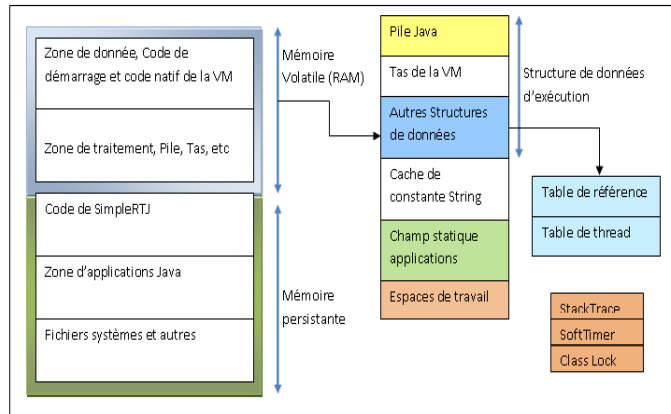 Zone de donnée, Code de
démarrage et code natif de la VM
Zone de traitement, Pile, Tas, etc
Code de SimpleRTJ
Zone d'applications Java
Fichiers systèmes et autres
Mémoire
Volatile (RAM)
Mémoire
persistante
Pile Java
Tas de la VM
Autres Structures
de données
Cache de
constante String
Champ statique
applications
Espaces de travail
Structure de données
d'exécution
Table de référence
Table de thread
StackTrace
SoftTimer
Class Lock